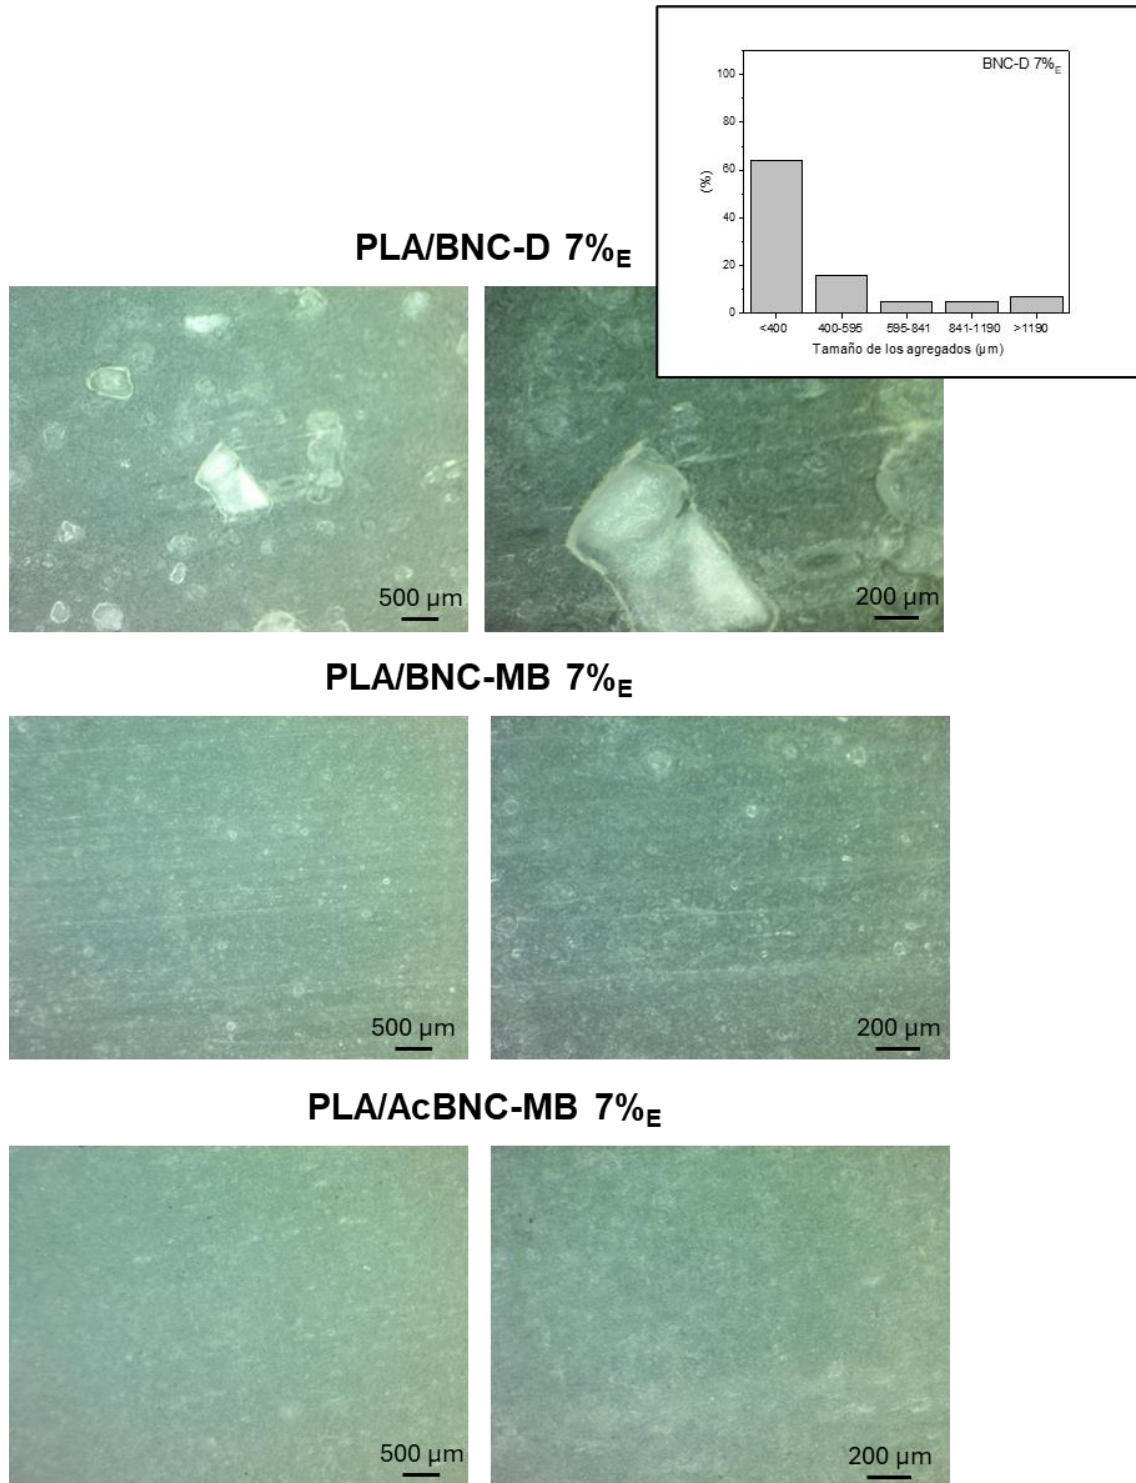 BNC-D 7%E
100
80
60
40
20
0
(%)
<400 400-595 595-841 841-1190 >1190
Tamaño de los agregados (µm)
PLA/BNC-D 7%E
500 µm
200 µm
PLA/BNC-MB 7%E
500 µm
200 µm
PLA/AcBNC-MB 7%E
500 µm
200 µm